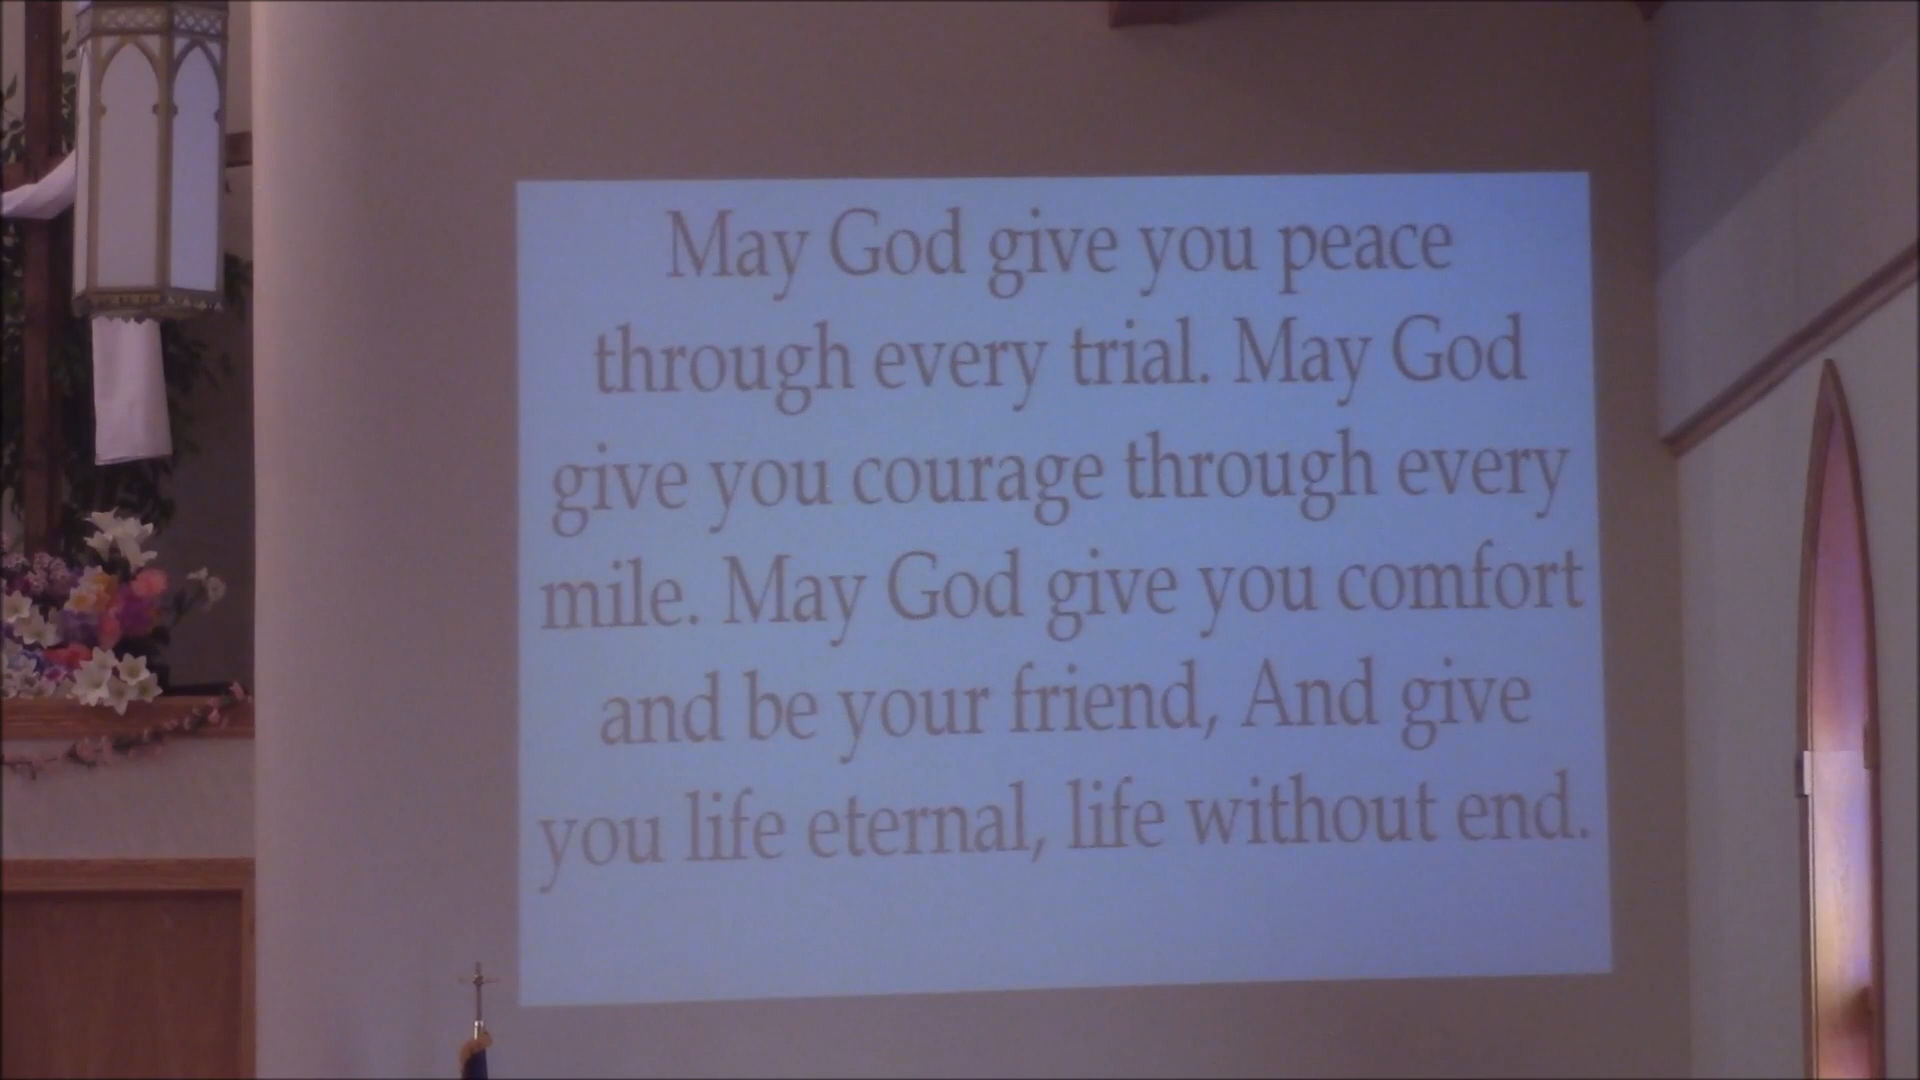 May God give you peace
through every trial. May God
give you courage through every
mile. May God give you comfort
and be your friend, And give
you life eternal, life without end.